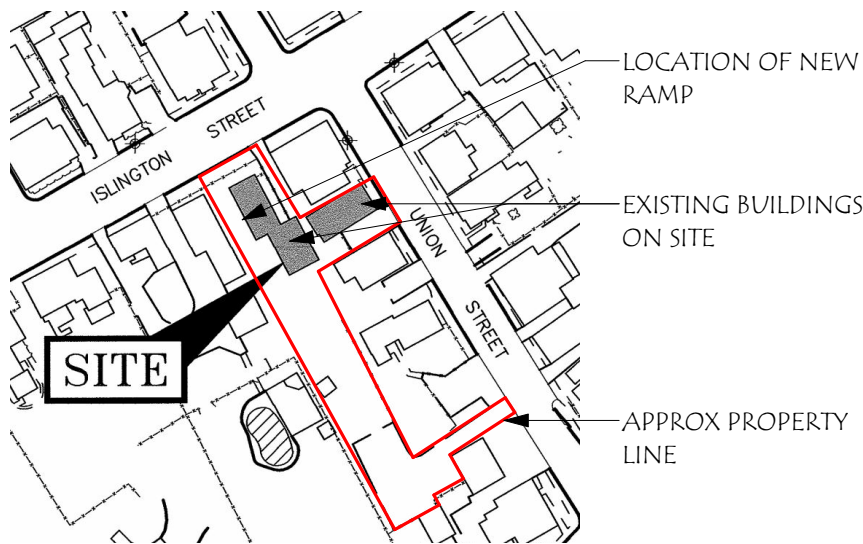 LOCATION OF NEW
RAMP
ISLINGTON STREET
EXISTING BUILDINGS
ON SITE
UNION STREET
SITE
APPROX PROPERTY
LINE